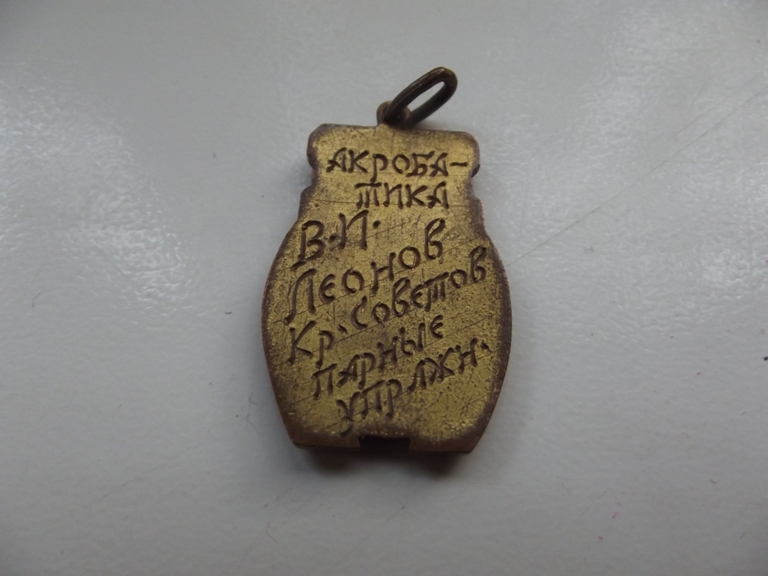 АКРОБА-
ТИКА
В.И.
ЛЕОНОВ
Кр. Советов
ПАРНЫЕ
УПРАЖН.